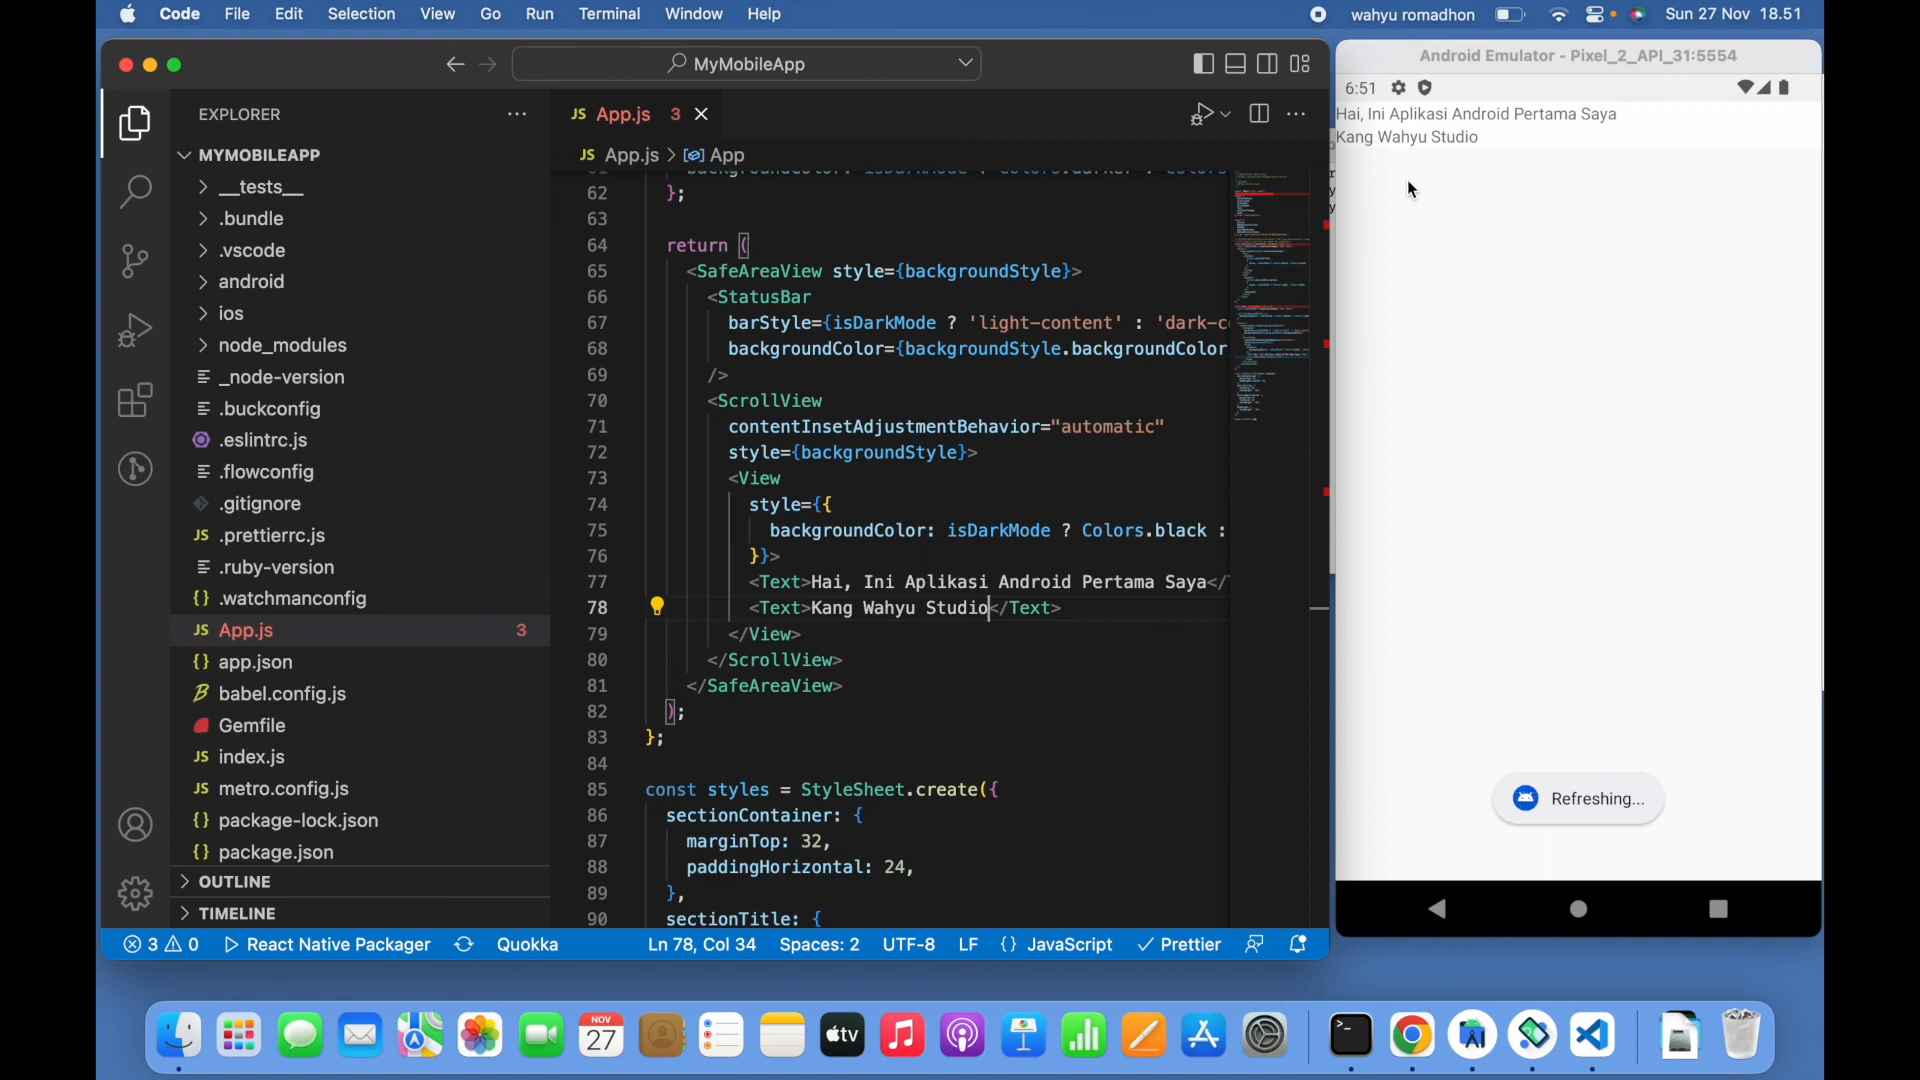 Code File Edit Selection View Go Run Terminal Window Help
wahyu romadhon Sun 27 Nov 18.51
MyMobileApp
Android Emulator - Pixel_2_API_31:5554
6:51
Hai, Ini Aplikasi Android Pertama Saya
Kang Wahyu Studio
Refreshing...
EXPLORER
MYMOBILEAPP
__tests__
.bundle
.vscode
android
ios
node_modules
_node-version
.buckconfig
.eslintrc.js
.flowconfig
.gitignore
JS .prettierrc.js
.ruby-version
{} .watchmanconfig
JS App.js 3
{} app.json
babel.config.js
Gemfile
JS index.js
JS metro.config.js
{} package-lock.json
{} package.json
OUTLINE
TIMELINE
JS App.js 3
JS App.js > App
62 };
63
64 return (
65 <SafeAreaView style={backgroundStyle}>
66 <StatusBar
67 barStyle={isDarkMode ? 'light-content' : 'dark-c
68 backgroundColor={backgroundStyle.backgroundColor
69 />
70 <ScrollView
71 contentInsetAdjustmentBehavior="automatic"
72 style={backgroundStyle}>
73 <View
74 style={{
75 backgroundColor: isDarkMode ? Colors.black :
76 }}>
77 <Text>Hai, Ini Aplikasi Android Pertama Saya</
78 <Text>Kang Wahyu Studio</Text>
79 </View>
80 </ScrollView>
81 </SafeAreaView>
82 );
83 };
84
85 const styles = StyleSheet.create({
86 sectionContainer: {
87 marginTop: 32,
88 paddingHorizontal: 24,
89 },
90 sectionTitle: {
3 0 React Native Packager Quokka Ln 78, Col 34 Spaces: 2 UTF-8 LF {} JavaScript Prettier
NOV
27
tv